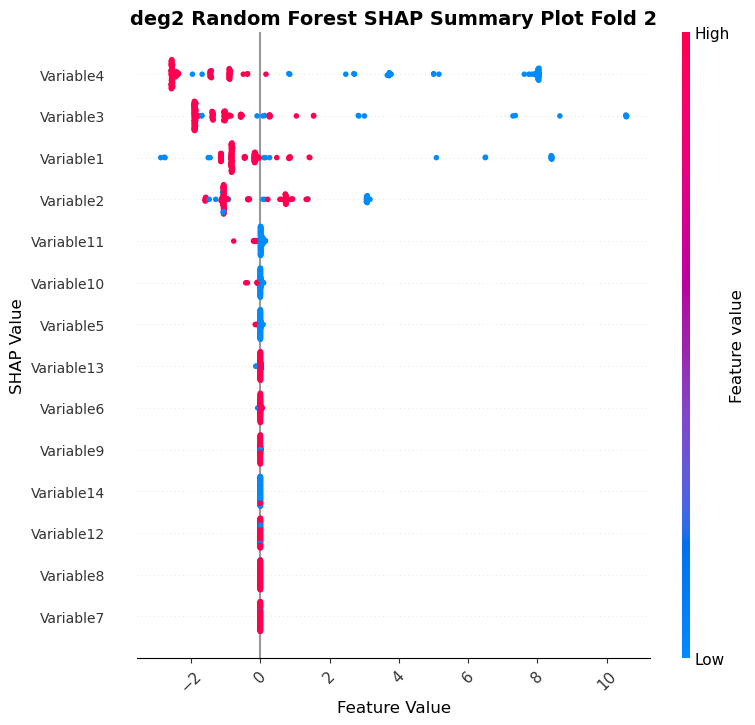 deg2 Random Forest SHAP Summary Plot Fold 2
High
Variable4
Variable3
Variable1
Variable2
Variable11
Variable10
Variable5
Variable13
Variable6
Variable9
Variable14
Variable12
Variable8
Variable7
SHAP Value
Feature value
Low
−2
0
2
4
6
8
10
Feature Value